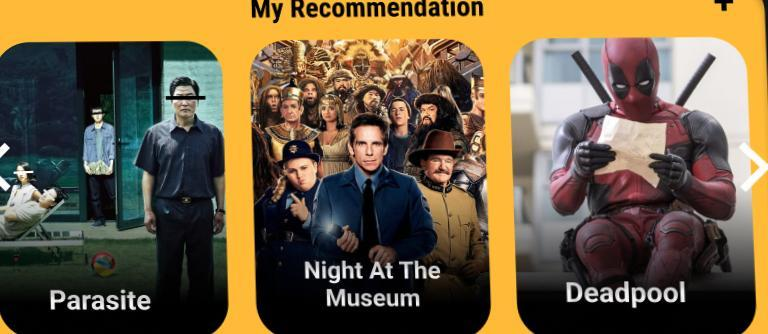 My Recommendation
Parasite
Night At The
Museum
Deadpool